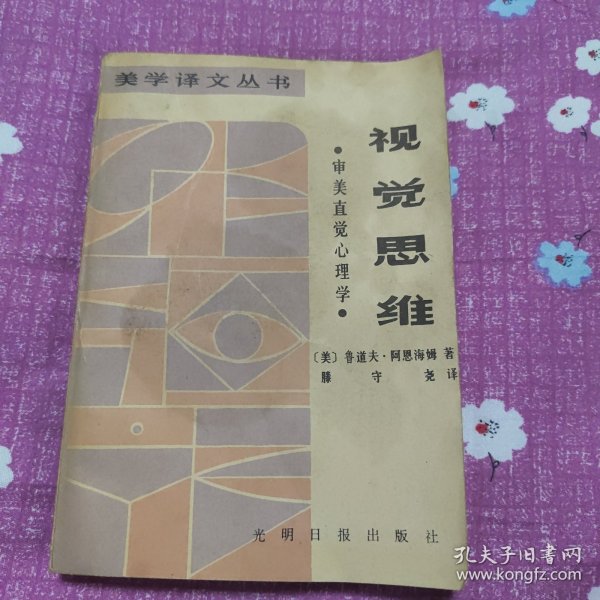 美学译文丛书
视觉思维
•审美直觉心理学•
〔美〕鲁道夫·阿恩海姆 著
滕守尧 译
光明日报出版社
孔夫子旧书网
www.kongfz.com